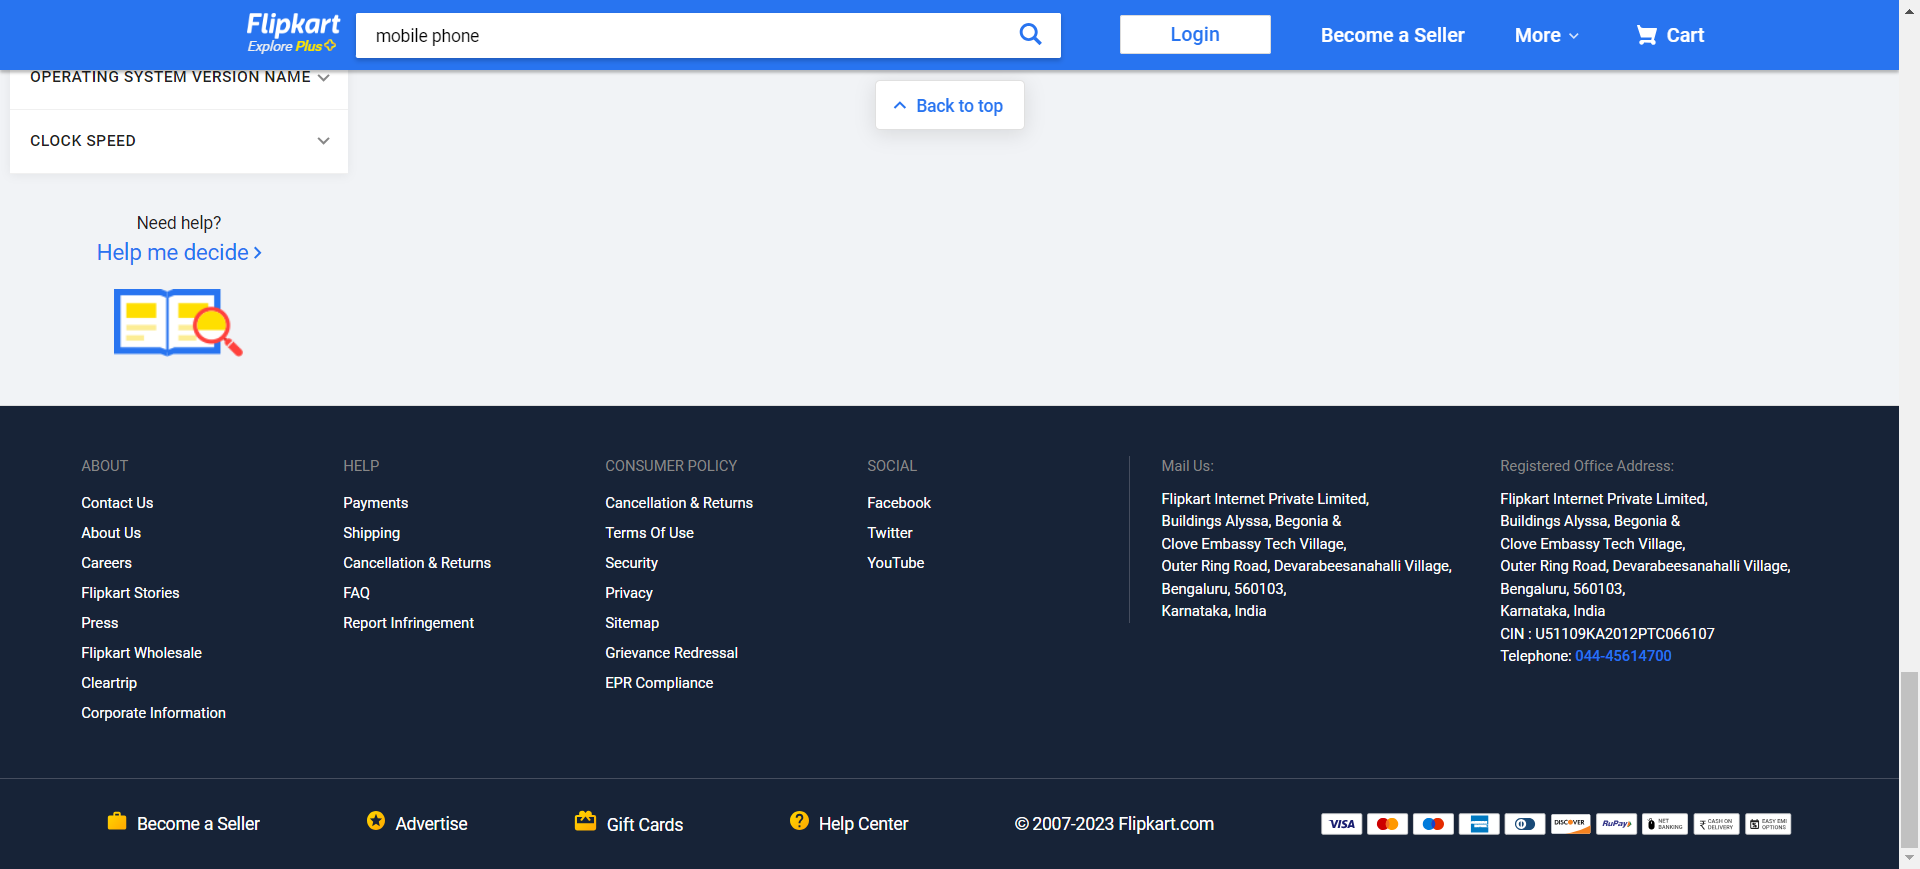 Flipkart
Explore Plus
mobile phone
Login
Become a Seller
More
Cart
OPERATING SYSTEM VERSION NAME
Back to top
CLOCK SPEED
Need help?
Help me decide
ABOUT
Contact Us
About Us
Careers
Flipkart Stories
Press
Flipkart Wholesale
Cleartrip
Corporate Information
HELP
Payments
Shipping
Cancellation & Returns
FAQ
Report Infringement
CONSUMER POLICY
Cancellation & Returns
Terms Of Use
Security
Privacy
Sitemap
Grievance Redressal
EPR Compliance
SOCIAL
Facebook
Twitter
YouTube
Mail Us:
Flipkart Internet Private Limited,
Buildings Alyssa, Begonia &
Clove Embassy Tech Village,
Outer Ring Road, Devarabeesanahalli Village,
Bengaluru, 560103,
Karnataka, India
Registered Office Address:
Flipkart Internet Private Limited,
Buildings Alyssa, Begonia &
Clove Embassy Tech Village,
Outer Ring Road, Devarabeesanahalli Village,
Bengaluru, 560103,
Karnataka, India
CIN : U51109KA2012PTC066107
Telephone: 044-45614700
Become a Seller
Advertise
Gift Cards
Help Center
© 2007-2023 Flipkart.com
VISA
DISCOVER
RuPay
NET
BANKING
CASH ON
DELIVERY
EASY EMI
OPTIONS